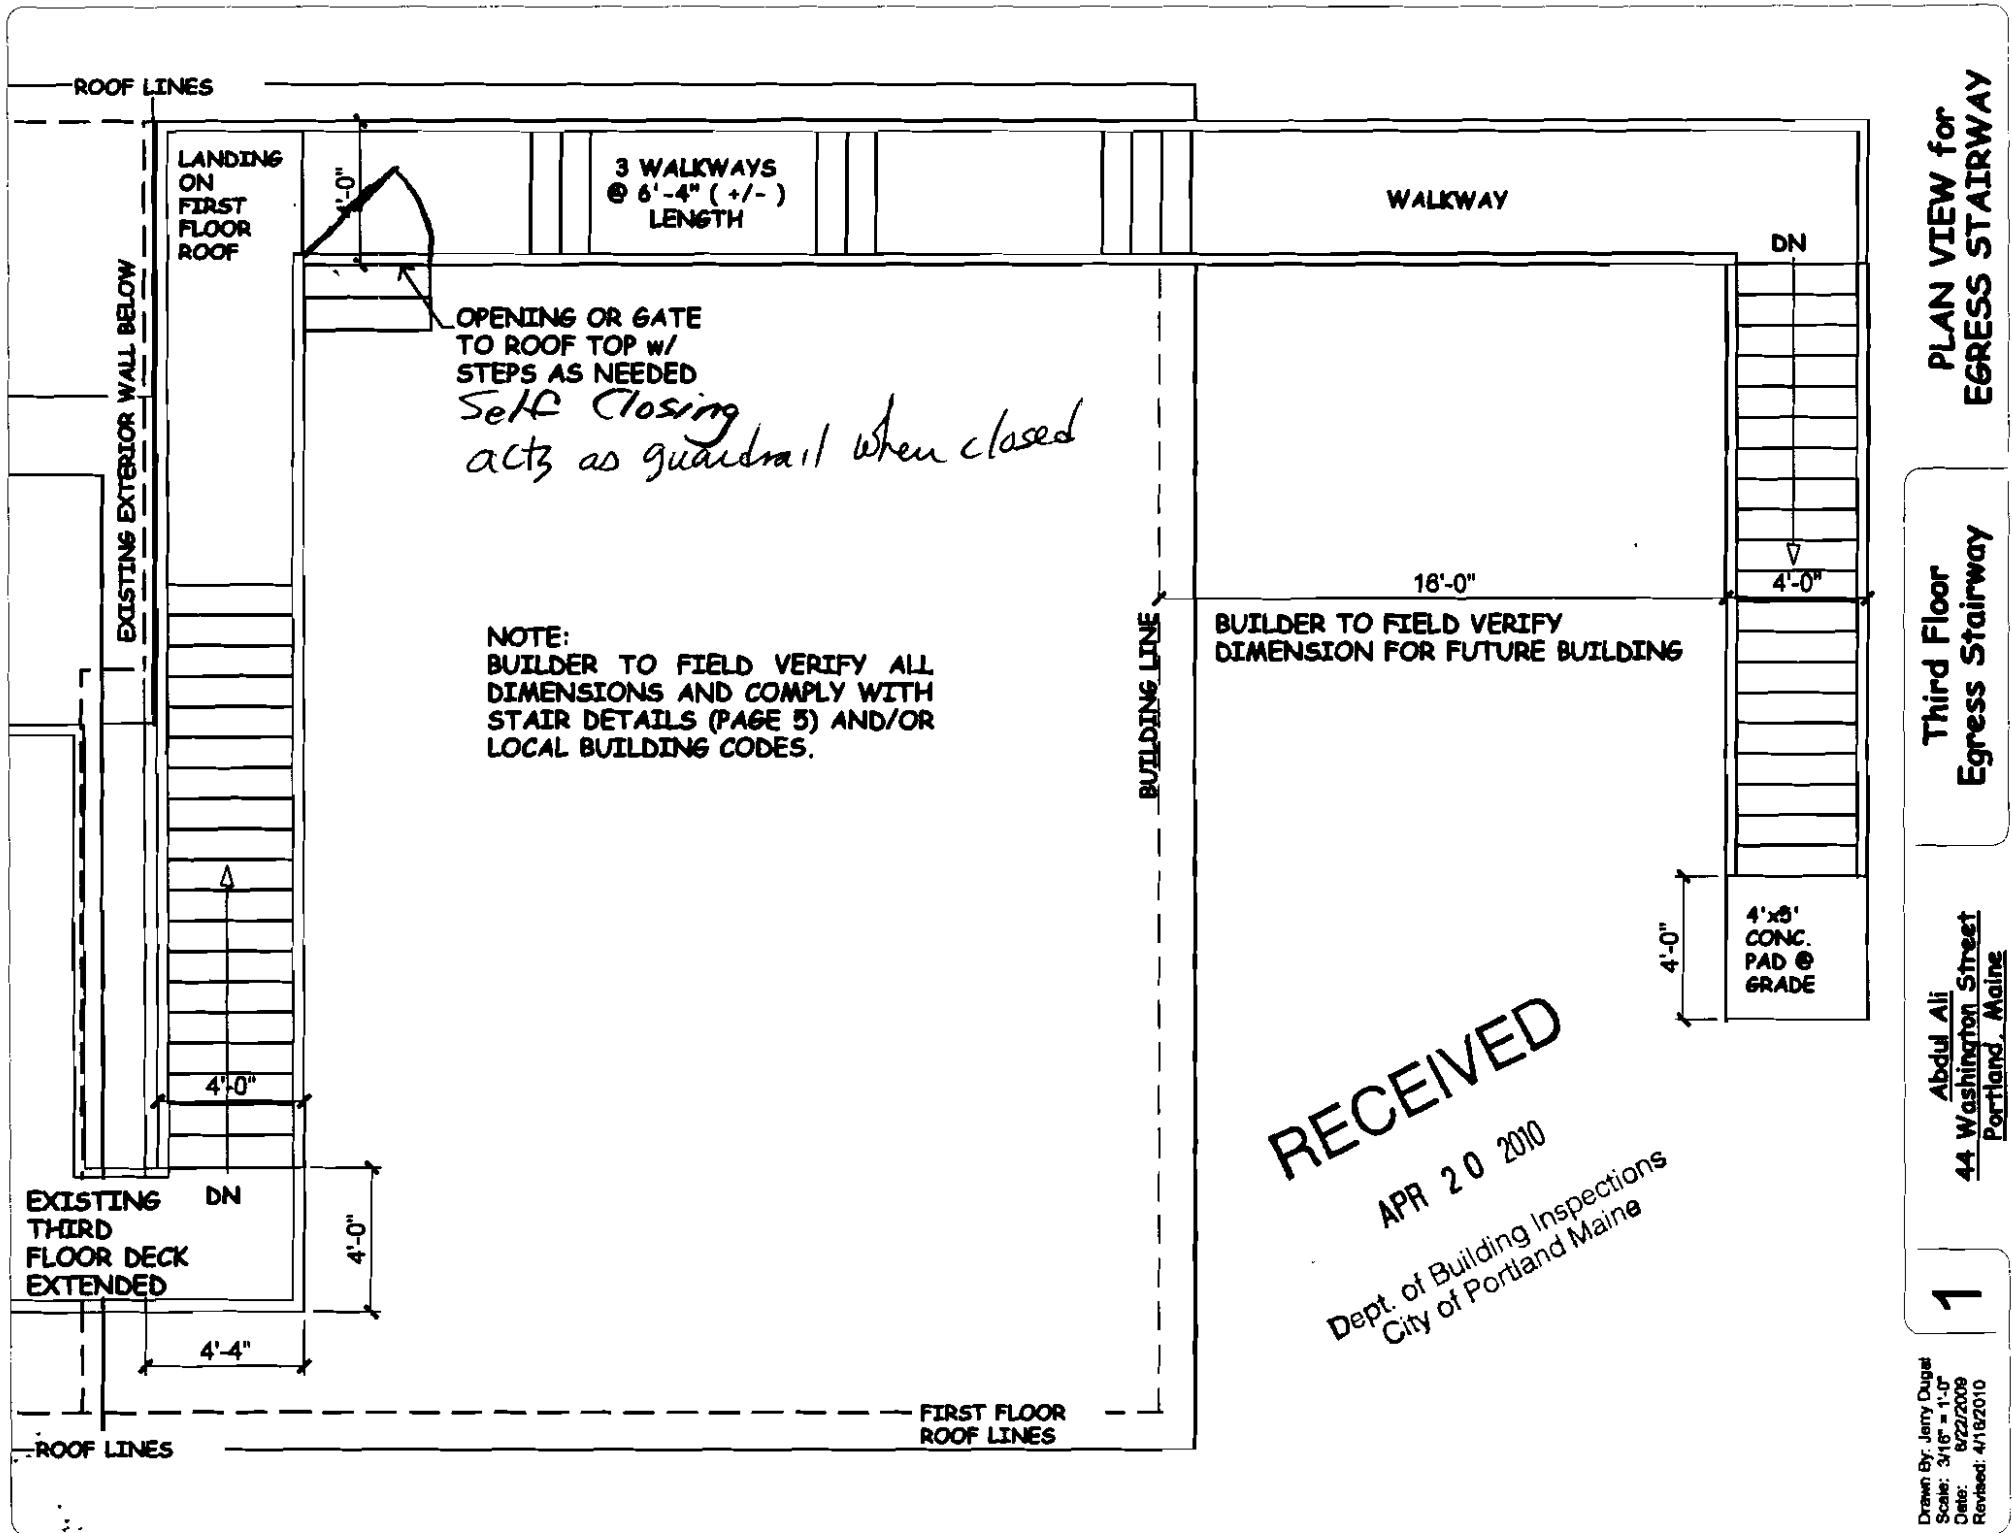 ROOF LINES
LANDING
ON
FIRST
FLOOR
ROOF
4'-0"
3 WALKWAYS
@ 6'-4" ( +/- )
LENGTH
WALKWAY
DN
EXISTING EXTERIOR WALL BELOW
OPENING OR GATE
TO ROOF TOP w/
STEPS AS NEEDED
Self Closing
acts as guardrail when closed
16'-0"
4'-0"
BUILDER TO FIELD VERIFY
DIMENSION FOR FUTURE BUILDING
BUILDING LINE
NOTE:
BUILDER TO FIELD VERIFY ALL
DIMENSIONS AND COMPLY WITH
STAIR DETAILS (PAGE 5) AND/OR
LOCAL BUILDING CODES.
4'-0"
4'x5'
CONC.
PAD @
GRADE
4'-0"
DN
EXISTING
THIRD
FLOOR DECK
EXTENDED
4'-0"
4'-4"
FIRST FLOOR
ROOF LINES
ROOF LINES
RECEIVED
APR 20 2010
Dept. of Building Inspections
City of Portland Maine
PLAN VIEW for
EGRESS STAIRWAY
Third Floor
Egress Stairway
Abdul Ali
44 Washington Street
Portland, Maine
1
Drawn By: Jerry Dugat
Scale: 3/16" = 1'-0"
Date: 6/22/2009
Revised: 4/18/2010